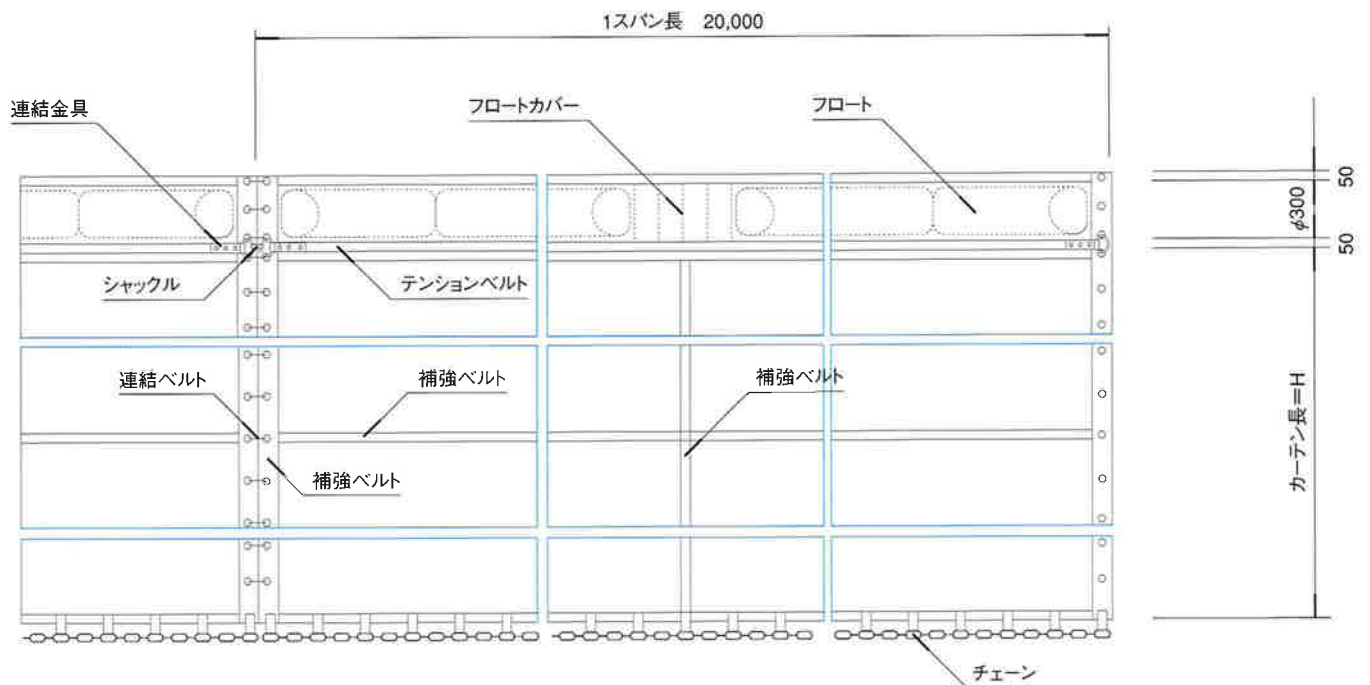 1スパン長 20,000
連結金具
フロートカバー
フロート
50
φ300
50
シャックル
テンションベルト
連結ベルト
補強ベルト
補強ベルト
補強ベルト
カーテン長=H
チェーン